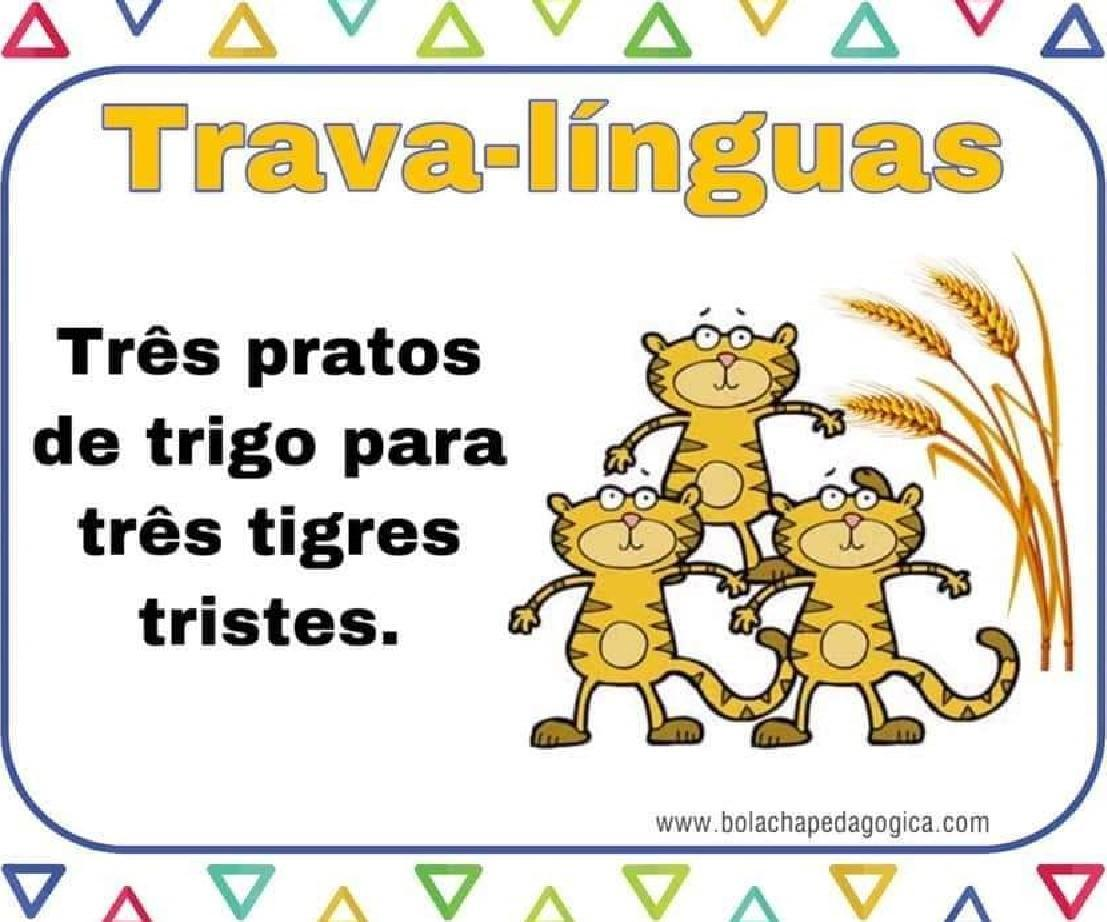 Trava-línguas
Três pratos
de trigo para
três tigres
tristes.
www.bolachapedagogica.com